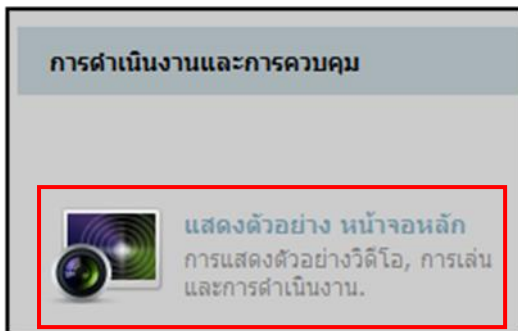 การดำเนินงานและการควบคุม
แสดงตัวอย่าง หน้าจอหลัก
การแสดงตัวอย่างวิดีโอ, การเล่น
และการดำเนินงาน.